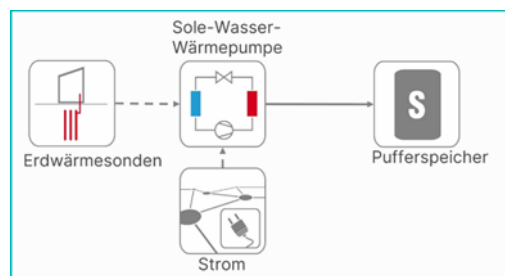 Sole-Wasser-
Wärmepumpe
S
Erdwärmesonden
Pufferspeicher
Strom